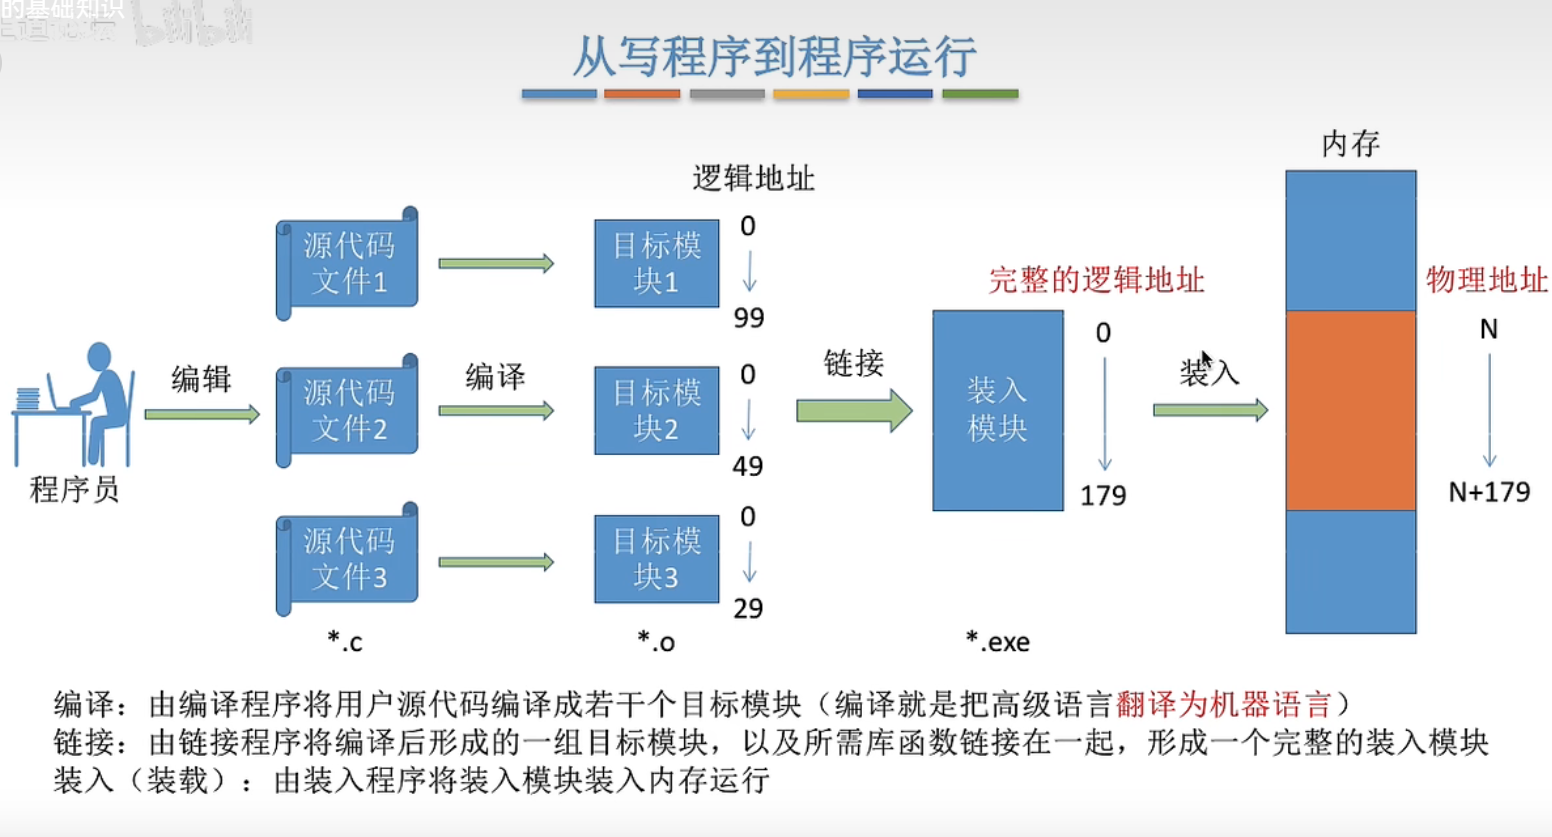 的基础知识
bilibili
从写程序到程序运行
内存
逻辑地址
源代码
文件1
目标模
块1
0
99
完整的逻辑地址
物理地址
程序员
编辑
源代码
文件2
编译
目标模
块2
0
49
链接
装入
模块
0
179
装入
N
N+179
源代码
文件3
目标模
块3
0
29
*.c
*.o
*.exe
编译：由编译程序将用户源代码编译成若干个目标模块（编译就是把高级语言翻译为机器语言）
链接：由链接程序将编译后形成的一组目标模块，以及所需库函数链接在一起，形成一个完整的装入模块
装入（装载）：由装入程序将装入模块装入内存运行